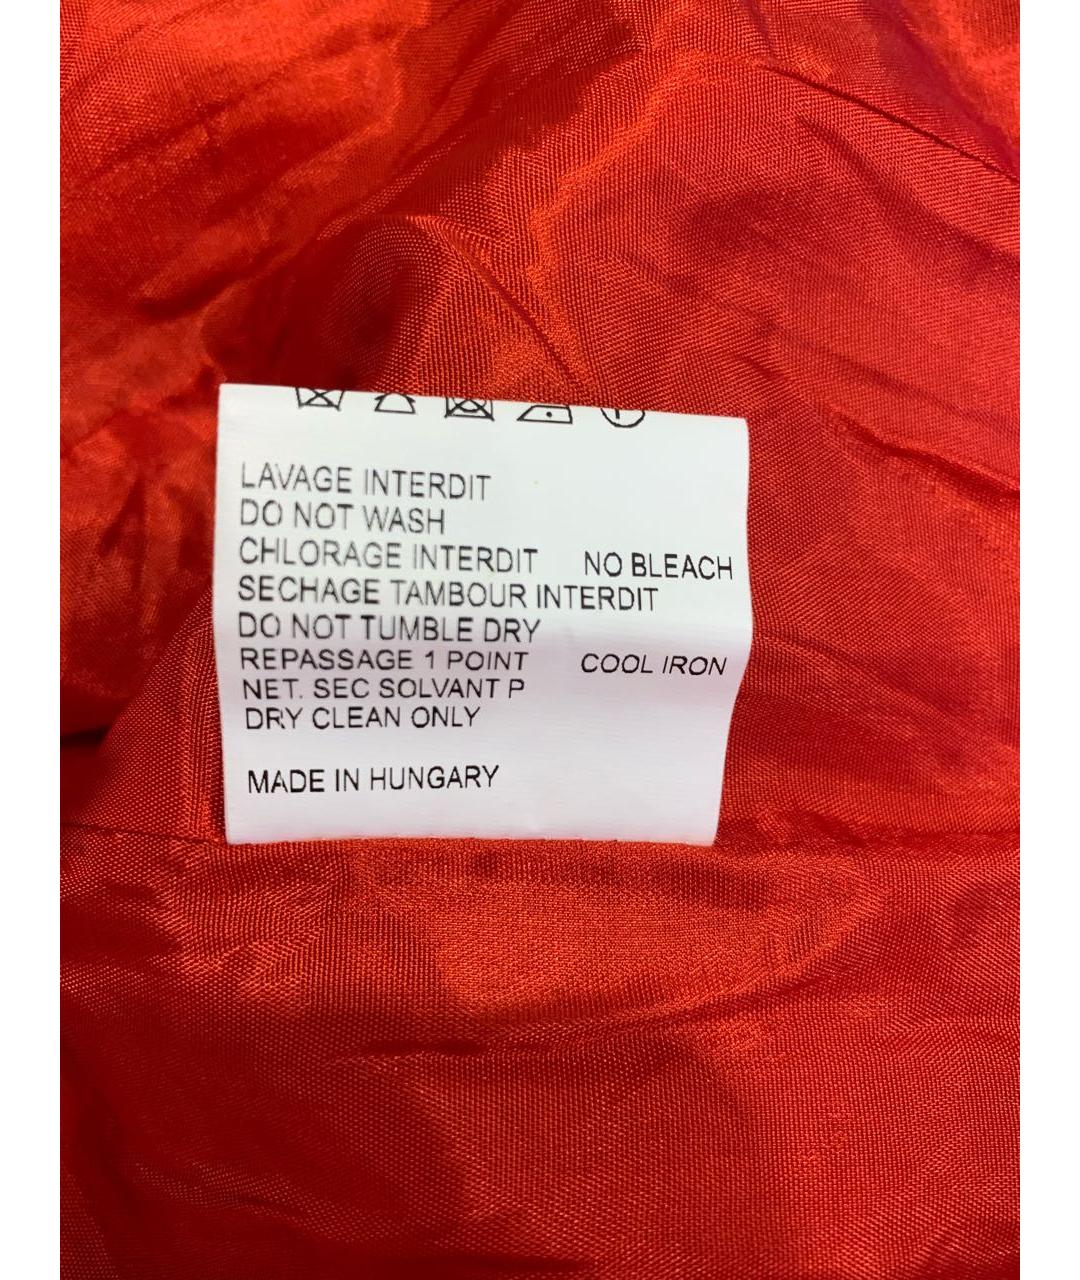 LAVAGE INTERDIT
DO NOT WASH
CHLORAGE INTERDIT NO BLEACH
SECHAGE TAMBOUR INTERDIT
DO NOT TUMBLE DRY
REPASSAGE 1 POINT COOL IRON
NET. SEC SOLVANT P
DRY CLEAN ONLY
MADE IN HUNGARY